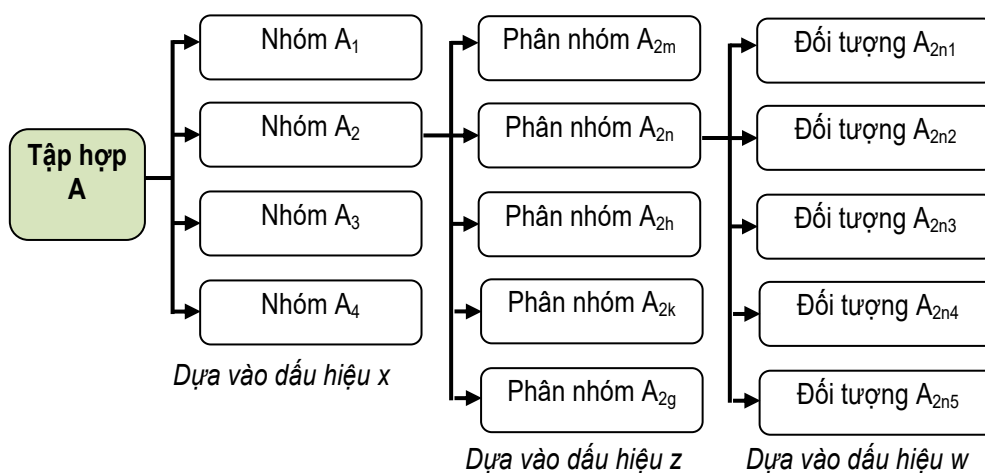 Tập hợp
A
Nhóm A₁
Nhóm A₂
Nhóm A₃
Nhóm A₄
Dựa vào dấu hiệu x
Phân nhóm A₂ₘ
Phân nhóm A₂ₙ
Phân nhóm A₂ₕ
Phân nhóm A₂ₖ
Phân nhóm A₂g
Dựa vào dấu hiệu z
Đối tượng A₂ₙ₁
Đối tượng A₂ₙ₂
Đối tượng A₂ₙ₃
Đối tượng A₂ₙ₄
Đối tượng A₂ₙ₅
Dựa vào dấu hiệu w